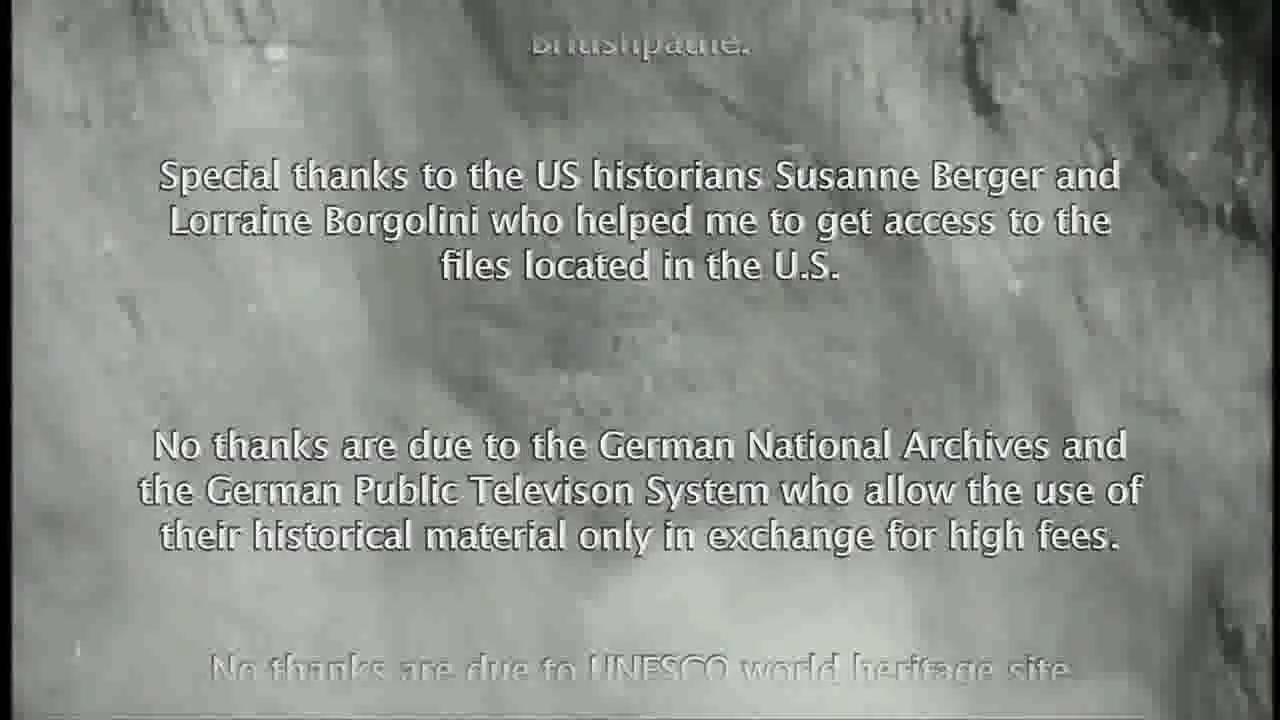 Britishpathe.
Special thanks to the US historians Susanne Berger and
Lorraine Borgolini who helped me to get access to the
files located in the U.S.
No thanks are due to the German National Archives and
the German Public Televison System who allow the use of
their historical material only in exchange for high fees.
No thanks are due to UNESCO world heritage site